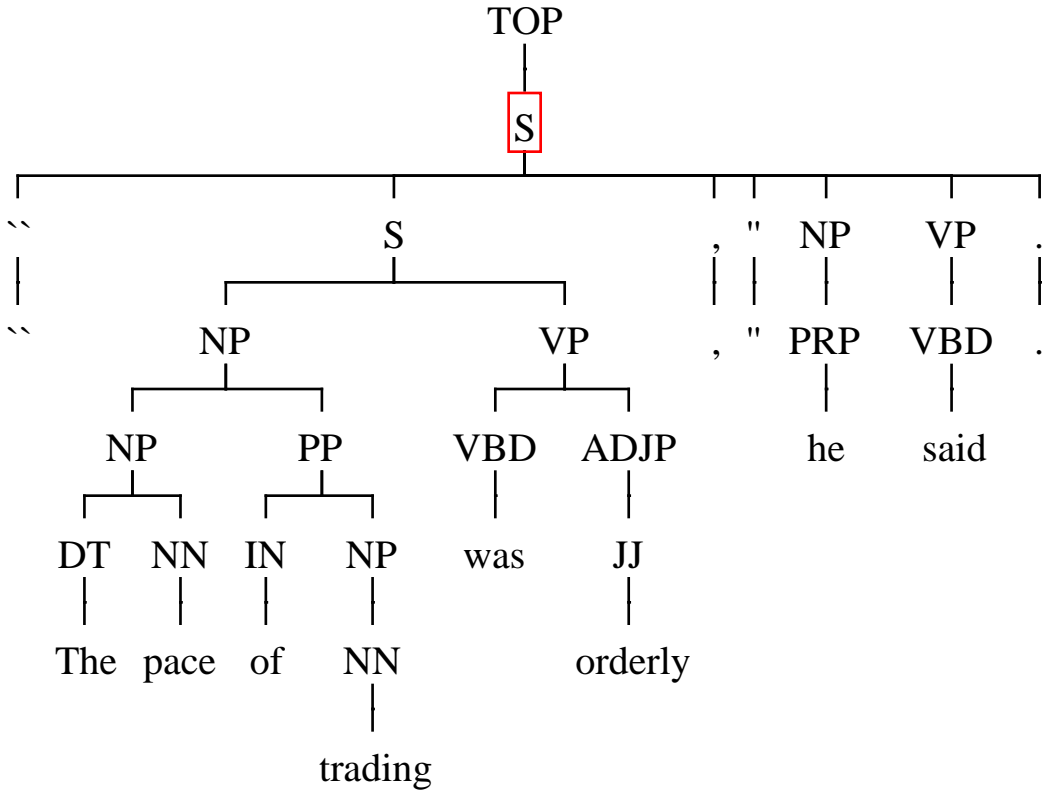 TOP
S
`` S , '' NP VP .
`` NP VP , '' PRP VBD .
NP PP VBD ADJP he said
DT NN IN NP was JJ
The pace of NN orderly
trading